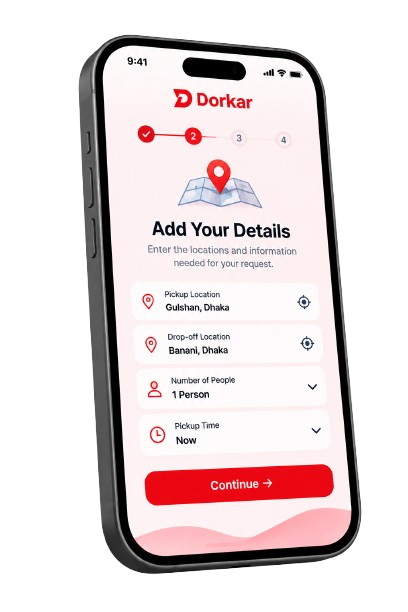 9:41
Dorkar
2
3
4
Add Your Details
Enter the locations and information
needed for your request.
Pickup Location
Gulshan, Dhaka
Drop-off Location
Banani, Dhaka
Number of People
1 Person
Pickup Time
Now
Continue →